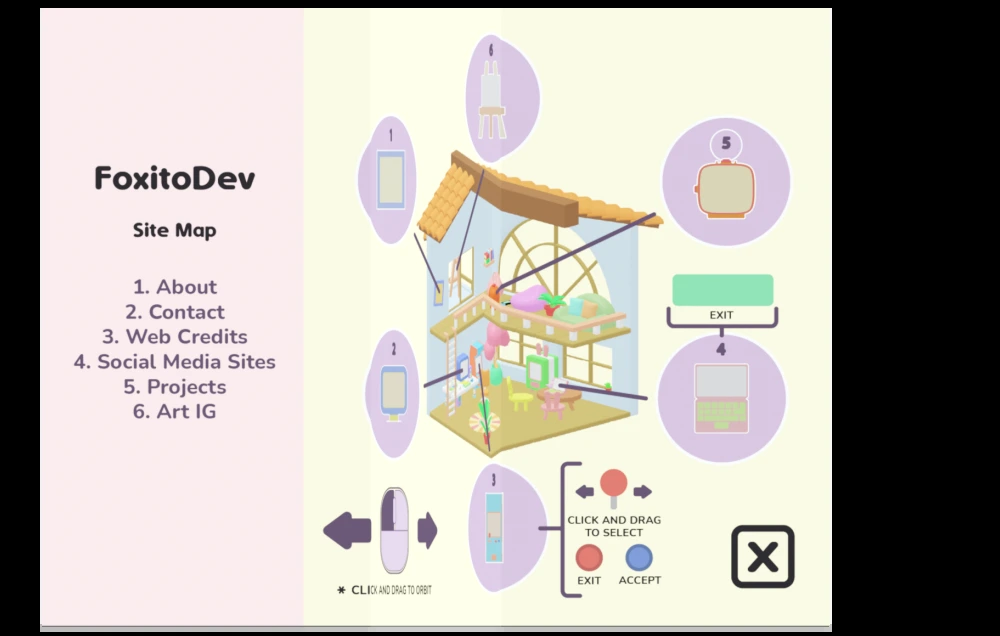 FoxitoDev
Site Map
1. About
2. Contact
3. Web Credits
4. Social Media Sites
5. Projects
6. Art IG
6
1
5
EXIT
2
4
3
CLICK AND DRAG
TO SELECT
EXIT
ACCEPT
* CLICK AND DRAG TO ORBIT
X